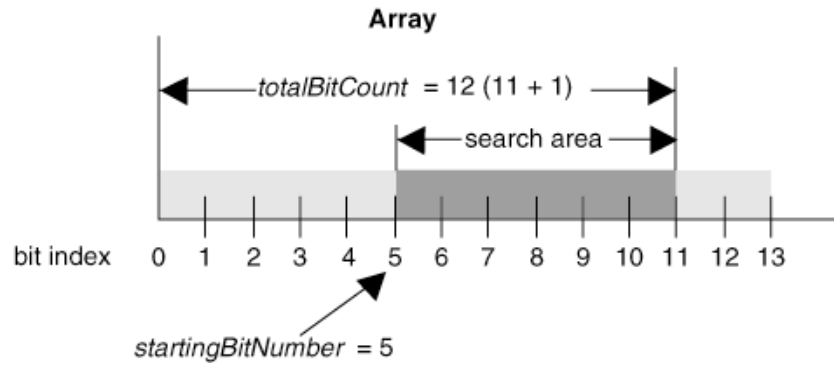 Array
totalBitCount = 12 (11 + 1)
search area
bit index 0 1 2 3 4 5 6 7 8 9 10 11 12 13
startingBitNumber = 5